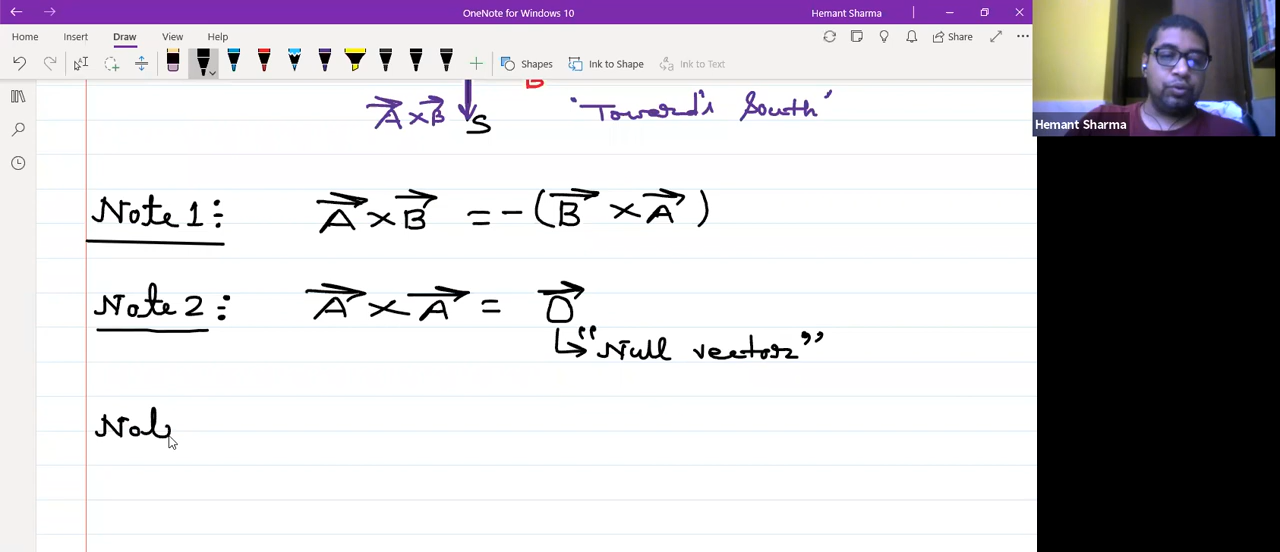 OneNote for Windows 10
Hemant Sharma
Home Insert Draw View Help
Share
Shapes
Ink to Shape
Ink to Text
B
A×B S "Toward's South"
Note 1: A×B = -(B×A)
Note 2: A×A = 0
"Null vector"
Not
Hemant Sharma